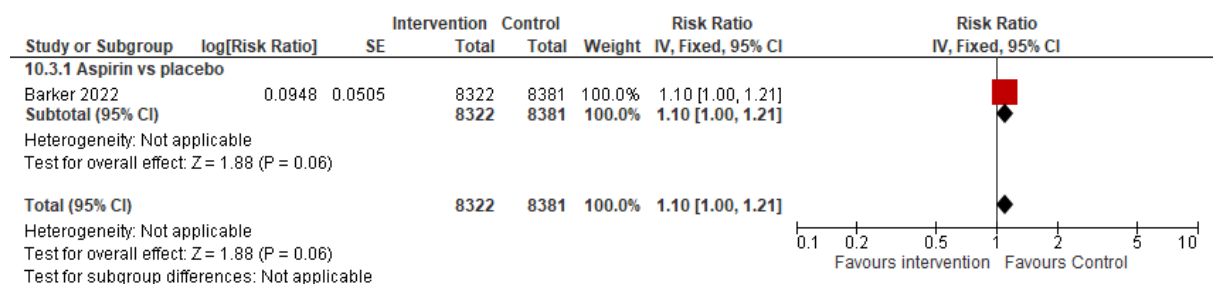 Intervention Control Risk Ratio Risk Ratio
Study or Subgroup log[Risk Ratio] SE Total Total Weight IV, Fixed, 95% CI IV, Fixed, 95% CI
10.3.1 Aspirin vs placebo
Barker 2022 0.0948 0.0505 8322 8381 100.0% 1.10 [1.00, 1.21]
Subtotal (95% CI) 8322 8381 100.0% 1.10 [1.00, 1.21]
Heterogeneity: Not applicable
Test for overall effect: Z = 1.88 (P = 0.06)
Total (95% CI) 8322 8381 100.0% 1.10 [1.00, 1.21]
Heterogeneity: Not applicable
Test for overall effect: Z = 1.88 (P = 0.06)
Test for subgroup differences: Not applicable
0.1 0.2 0.5 1 2 5 10
Favours intervention Favours Control